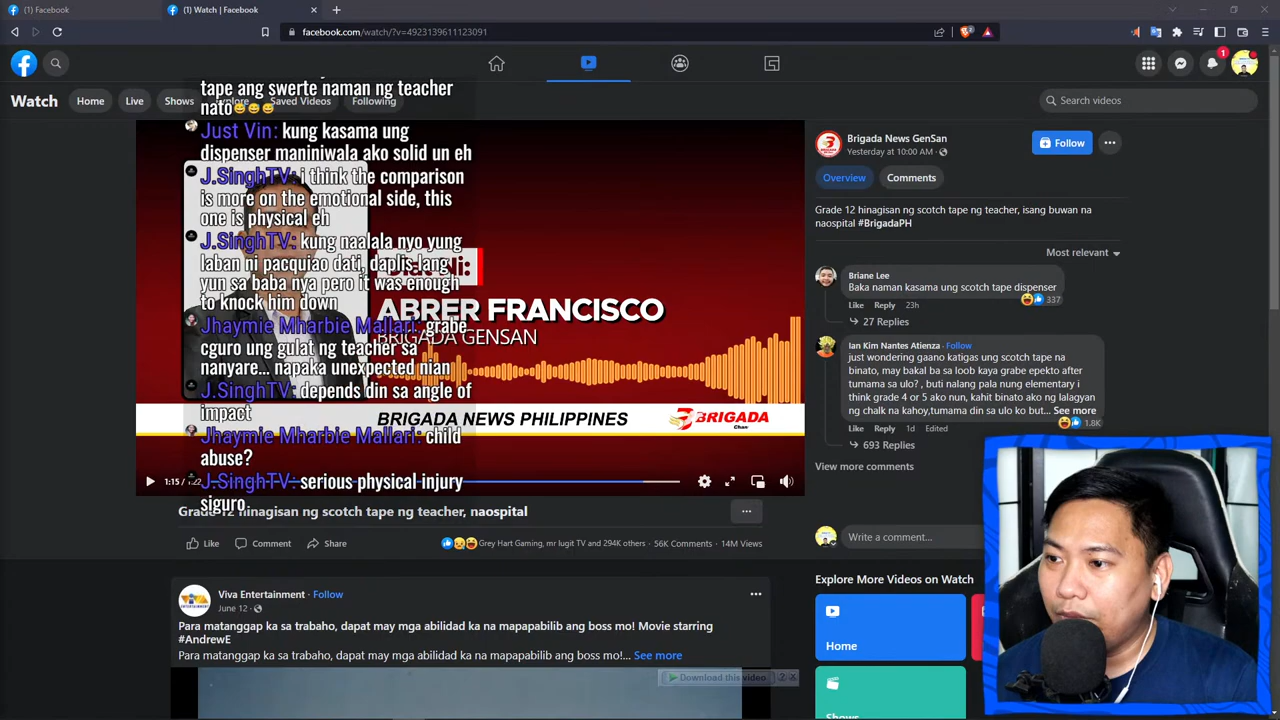 (1) Facebook
(1) Watch | Facebook
facebook.com/watch/?v=4923139611123091
Watch
Home
Live
Shows
Explore
Saved Videos
Following
Search videos
1
tape ang swerte naman ng teacher
nato😅😅😅
Just Vin: kung kasama ung
dispenser maniniwala ako solid un eh
J.SinghTV: i think the comparison
is more on the emotional side, this
one is physical eh
J.SinghTV: kung naalala nyo yung
laban ni pacquiao dati, daplis lang
yun sa baba nya pero it was enough
to knock him down
Jhaymie Mharbie Mallari: grabe
cguro ung gulat ng teacher sa
nanyare... napaka unexpected nian
J.SinghTV: depends din sa angle of
impact
Jhaymie Mharbie Mallari: child
abuse?
J.SinghTV: serious physical injury
siguro
Ni:
ABRER FRANCISCO
BRIGADA GENSAN
BRIGADA NEWS PHILIPPINES
BRIGADA
1:15 /
Grade 12 hinagisan ng scotch tape ng teacher, naospital
Like
Comment
Share
Grey Hart Gaming, mr lugit TV and 294K others
56K Comments · 14M Views
Viva Entertainment · Follow
June 12 ·
Para matanggap ka sa trabaho, dapat may mga abilidad ka na mapapabilib ang boss mo! Movie starring
#AndrewE
Para matanggap ka sa trabaho, dapat may mga abilidad ka na mapapabilib ang boss mo!... See more
Download this video
? X
Brigada News GenSan
Yesterday at 10:00 AM ·
Follow
Overview
Comments
Grade 12 hinagisan ng scotch tape ng teacher, isang buwan na
naospital #BrigadaPH
Most relevant
Briane Lee
Baka naman kasama ung scotch tape dispenser
337
Like Reply 23h
27 Replies
Ian Kim Nantes Atienza · Follow
just wondering gaano katigas ung scotch tape na
binato, may bakal ba sa loob kaya grabe epekto after
tumama sa ulo? , buti nalang pala nung elementary i
think grade 4 or 5 ako nun, kahit binato ako ng lalagyan
ng chalk na kahoy,tumama din sa ulo ko but... See more
1.8K
Like Reply 1d Edited
693 Replies
View more comments
Write a comment...
Explore More Videos on Watch
Home
Shows